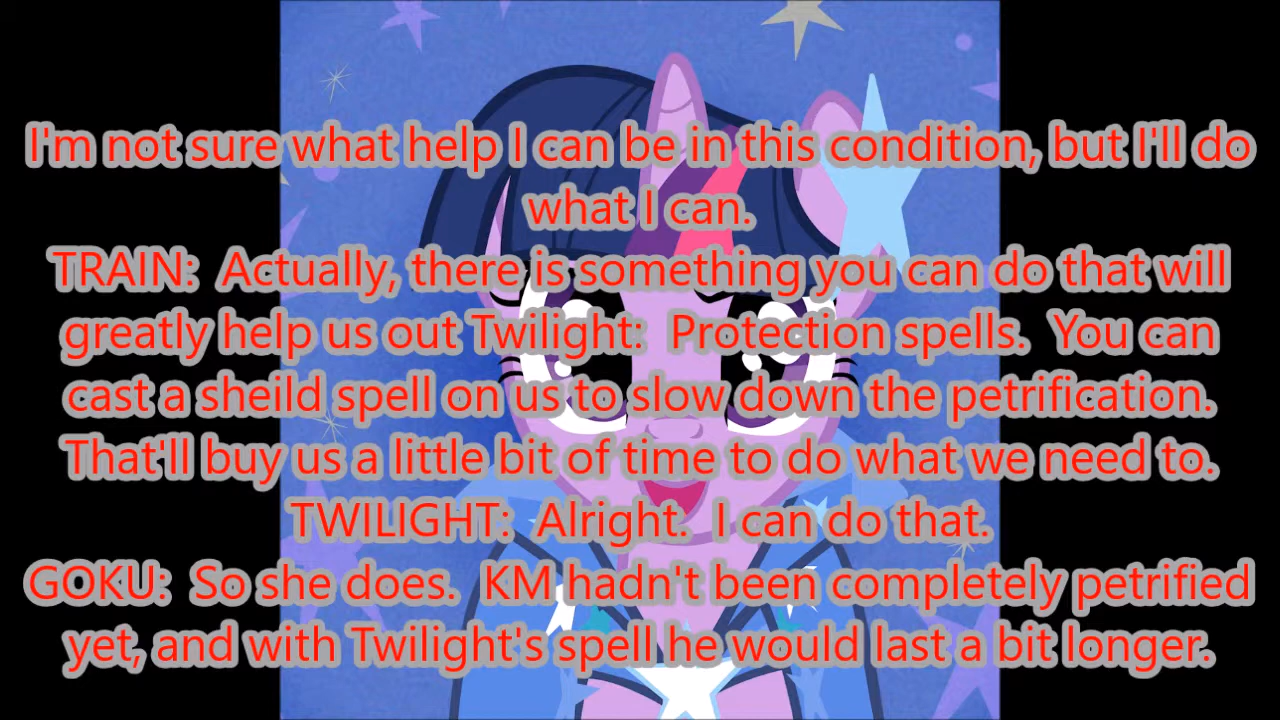 I'm not sure what help I can be in this condition, but I'll do
what I can.
TRAIN:  Actually, there is something you can do that will
greatly help us out Twilight:  Protection spells.  You can
cast a sheild spell on us to slow down the petrification.
That'll buy us a little bit of time to do what we need to.
TWILIGHT:  Alright.  I can do that.
GOKU:  So she does.  KM hadn't been completely petrified
yet, and with Twilight's spell he would last a bit longer.